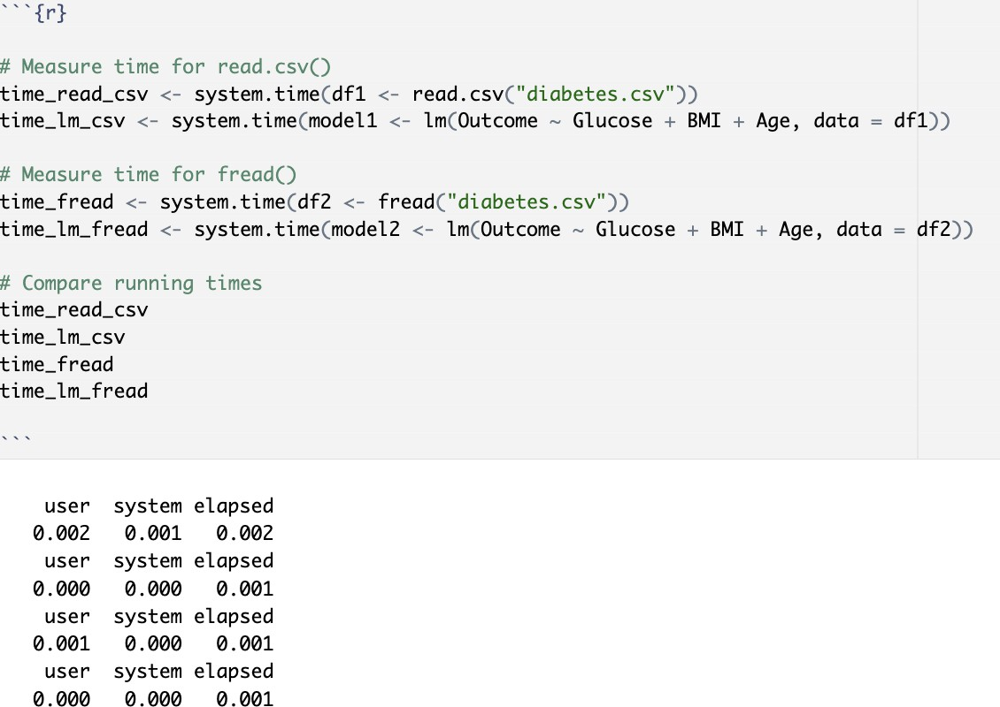 ```{r}
# Measure time for read.csv()
time_read_csv <- system.time(df1 <- read.csv("diabetes.csv"))
time_lm_csv <- system.time(model1 <- lm(Outcome ~ Glucose + BMI + Age, data = df1))
# Measure time for fread()
time_fread <- system.time(df2 <- fread("diabetes.csv"))
time_lm_fread <- system.time(model2 <- lm(Outcome ~ Glucose + BMI + Age, data = df2))
# Compare running times
time_read_csv
time_lm_csv
time_fread
time_lm_fread
```
   user  system elapsed
  0.002   0.001   0.002
   user  system elapsed
  0.000   0.000   0.001
   user  system elapsed
  0.001   0.000   0.001
   user  system elapsed
  0.000   0.000   0.001